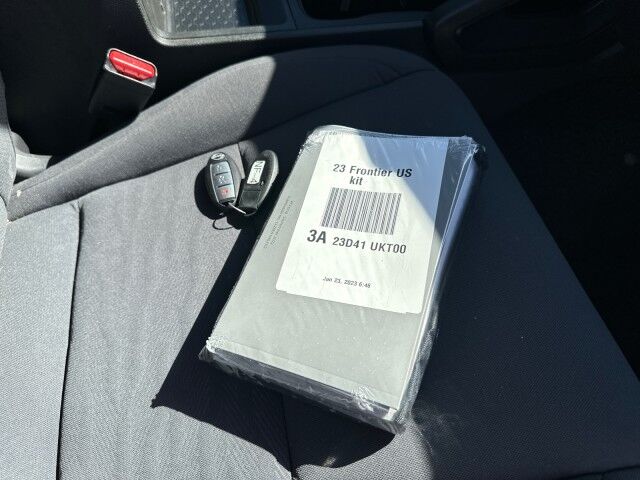 23 Frontier US
kit
3A 23D41 UKT00
Jan 23, 2023 6:46